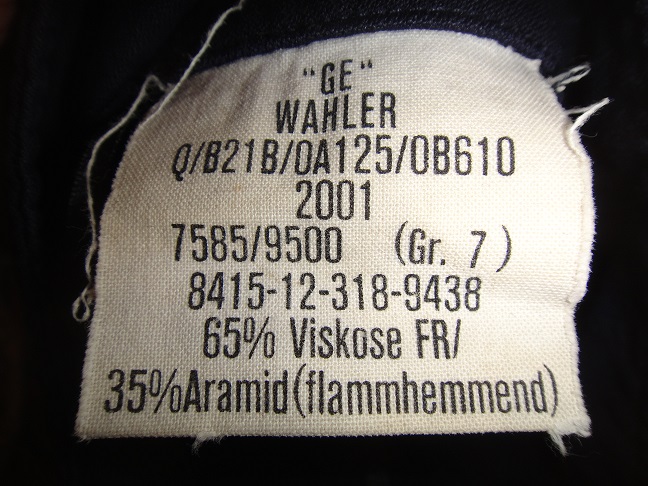 "GE"
WAHLER
Q/B21B/0A125/0B610
2001
7585/9500 (Gr. 7)
8415-12-318-9438
65% Viskose FR/
35%Aramid(flammhemmend)